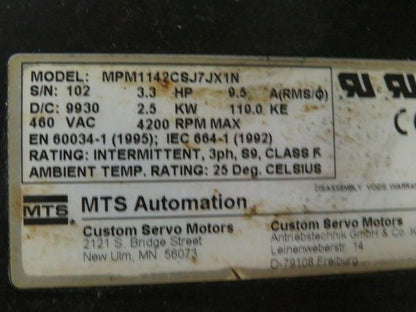 MODEL: MPM1142CSJ7JX1N
S/N: 102 3.3 HP 9.5 A(RMS/ϕ)
D/C: 9930 2.5 KW 110.0 KE
460 VAC 4200 RPM MAX
EN 60034-1 (1995); IEC 664-1 (1992)
RATING: INTERMITTENT, 3ph, S9, CLASS F
AMBIENT TEMP. RATING: 25 Deg. CELSIUS
DISASSEMBLY VOIDS WARRANTY
MTS MTS Automation
Custom Servo Motors
2121 S. Bridge Street
New Ulm, MN 56073
Custom Servo Motors
Antriebstechnik GmbH & Co.
Leinenweberstr. 14
D-79108 Freiburg